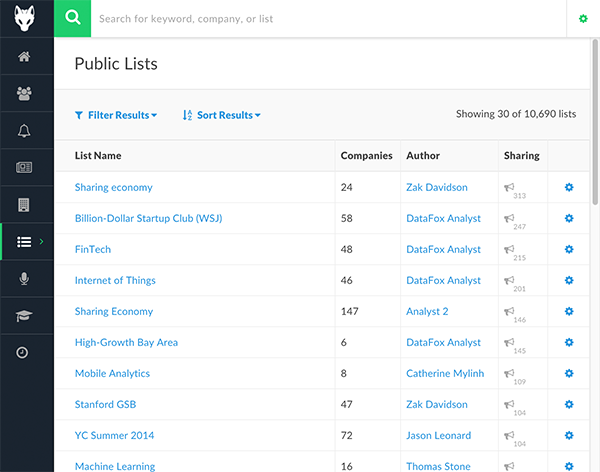 Search for keyword, company, or list
Public Lists
Filter Results Sort Results Showing 30 of 10,690 lists
List Name Companies Author Sharing
Sharing economy 24 Zak Davidson 313
Billion-Dollar Startup Club (WSJ) 58 DataFox Analyst 247
FinTech 48 DataFox Analyst 215
Internet of Things 46 DataFox Analyst 201
Sharing Economy 147 Analyst 2 146
High-Growth Bay Area 6 DataFox Analyst 145
Mobile Analytics 8 Catherine Mylinh 109
Stanford GSB 47 Zak Davidson 104
YC Summer 2014 72 Jason Leonard 104
Machine Learning 16 Thomas Stone